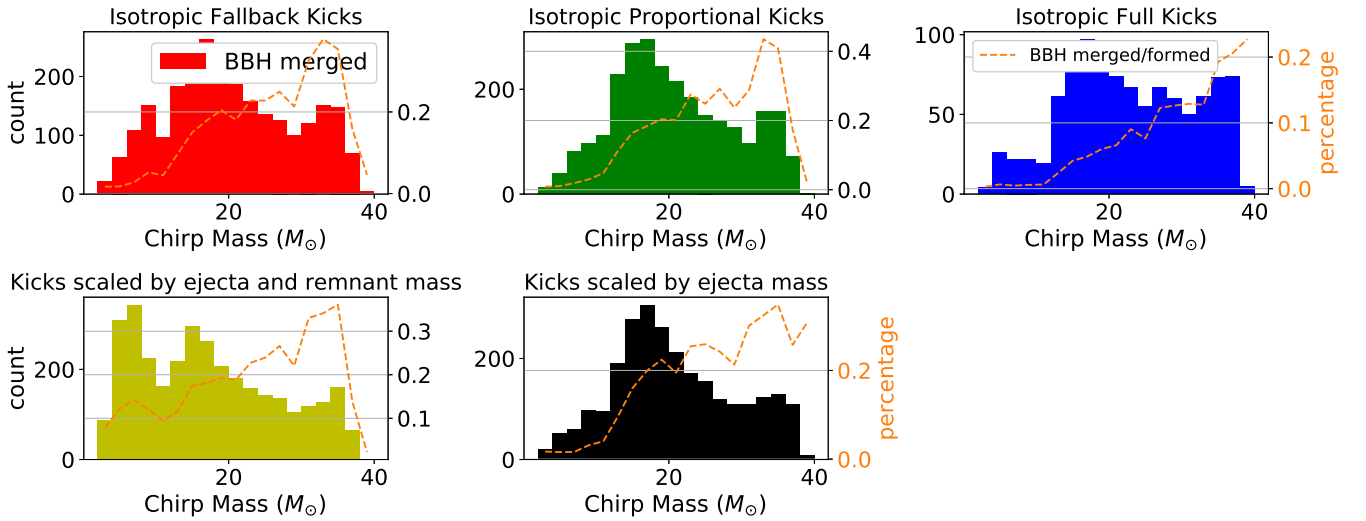 Isotropic Fallback Kicks
Isotropic Proportional Kicks
Isotropic Full Kicks
BBH merged
BBH merged/formed
count
200
100
0
0.2
0.0
20
40
Chirp Mass (M⊙)
200
0
0.4
0.2
0.0
20
40
Chirp Mass (M⊙)
100
50
0
0.2
0.1
0.0
percentage
20
40
Chirp Mass (M⊙)
Kicks scaled by ejecta and remnant mass
Kicks scaled by ejecta mass
count
200
0
0.3
0.2
0.1
20
40
Chirp Mass (M⊙)
200
0
0.2
0.0
percentage
20
40
Chirp Mass (M⊙)